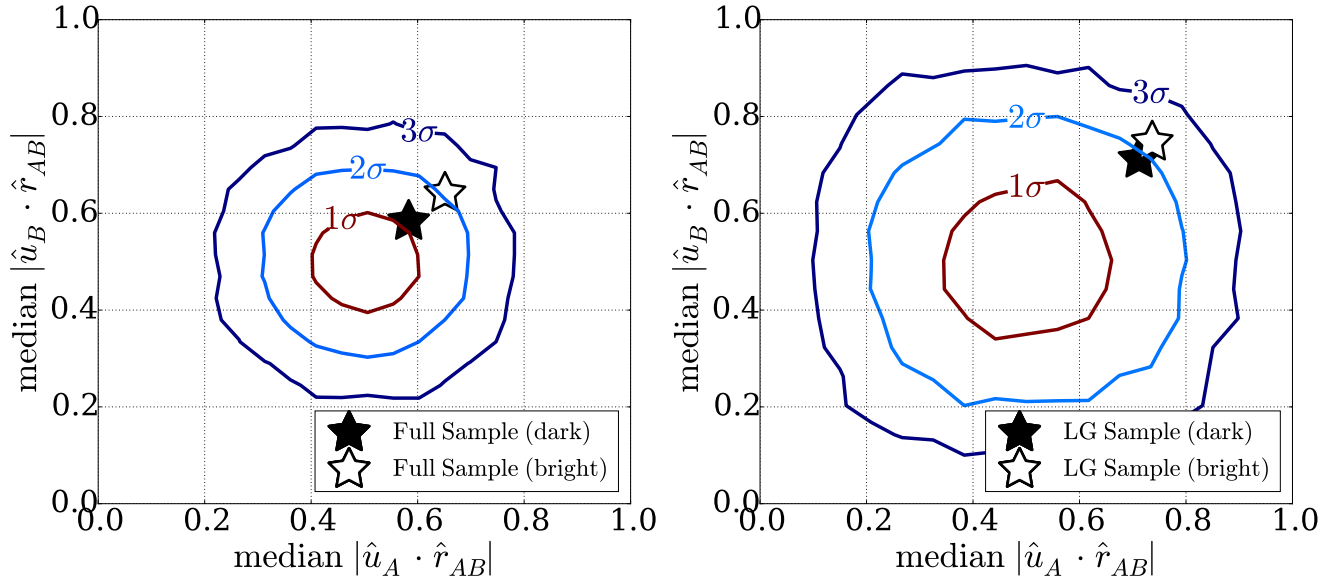 1.0
0.8
0.6
0.4
0.2
0.0
0.0 0.2 0.4 0.6 0.8 1.0
median |û_B · r̂_AB|
median |û_A · r̂_AB|
3σ
2σ
1σ
Full Sample (dark)
Full Sample (bright)
1.0
0.8
0.6
0.4
0.2
0.0
0.0 0.2 0.4 0.6 0.8 1.0
median |û_B · r̂_AB|
median |û_A · r̂_AB|
3σ
2σ
1σ
LG Sample (dark)
LG Sample (bright)